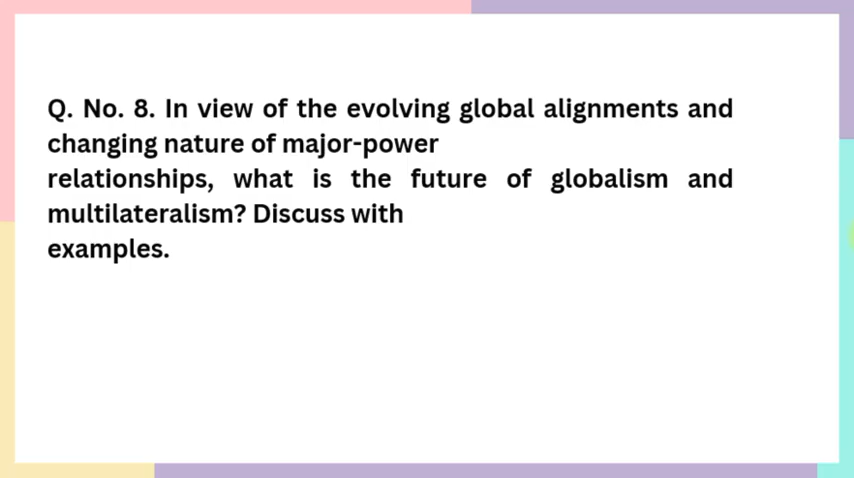 Q. No. 8. In view of the evolving global alignments and
changing nature of major-power
relationships, what is the future of globalism and
multilateralism? Discuss with
examples.